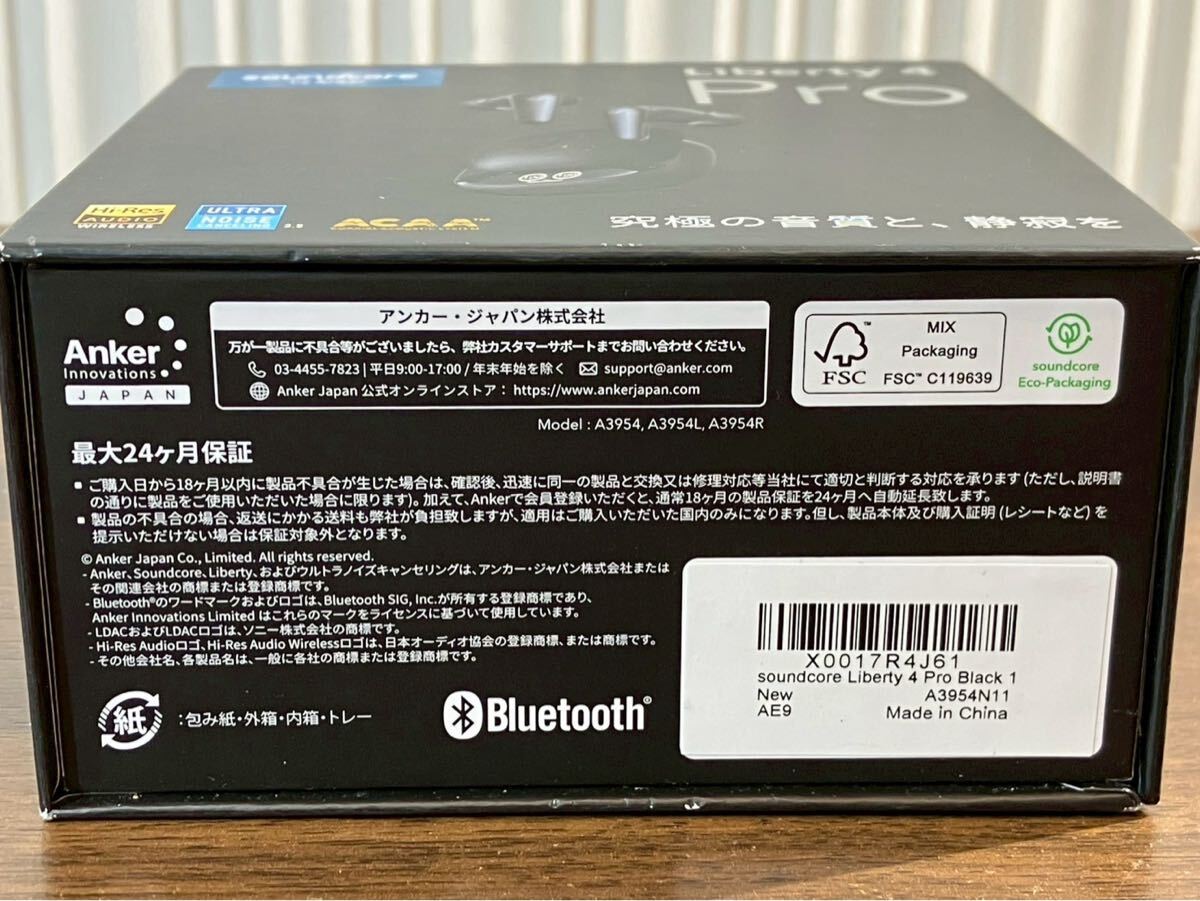 soundcore
Liberty 4
Pro
Hi-Res
AUDIO
WIRELESS
ULTRA
NOISE
CANCELING 3.5
ACAA™
究極の音質と、静寂を
Anker
Innovations
JAPAN
アンカー・ジャパン株式会社
万が一製品に不具合等がございましたら、弊社カスタマーサポートまでお問い合わせください。
03-4455-7823 | 平日9:00-17:00 / 年末年始を除く support@anker.com
Anker Japan 公式オンラインストア： https://www.ankerjapan.com
Model : A3954, A3954L, A3954R
FSC™
MIX
Packaging
FSC™ C119639
soundcore
Eco-Packaging
最大24ヶ月保証
▪ ご購入日から18ヶ月以内に製品不具合が生じた場合は、確認後、迅速に同一の製品と交換又は修理対応等当社にて適切と判断する対応を承ります (ただし、説明書
の通りに製品をご使用いただいた場合に限ります)。加えて、Ankerで会員登録いただくと、通常18ヶ月の製品保証を24ヶ月へ自動延長致します。
▪ 製品の不具合の場合、返送にかかる送料も弊社が負担致しますが、適用はご購入いただいた国内のみになります。但し、製品本体及び購入証明 (レシートなど) を
提示いただけない場合は保証対象外となります。
© Anker Japan Co., Limited. All rights reserved.
- Anker、Soundcore、Liberty、およびウルトラノイズキャンセリングは、アンカー・ジャパン株式会社または
その関連会社の商標または登録商標です。
- Bluetooth®のワードマークおよびロゴは、Bluetooth SIG, Inc.が所有する登録商標であり、
Anker Innovations Limited はこれらのマークをライセンスに基づいて使用しています。
- LDACおよびLDACロゴは、ソニー株式会社の商標です。
- Hi-Res Audioロゴ、Hi-Res Audio Wirelessロゴは、日本オーディオ協会の登録商標、または商標です。
- その他会社名、各製品名は、一般に各社の商標または登録商標です。
紙 :包み紙・外箱・内箱・トレー
Bluetooth®
X0017R4J61
soundcore Liberty 4 Pro Black 1
New A3954N11
AE9 Made in China